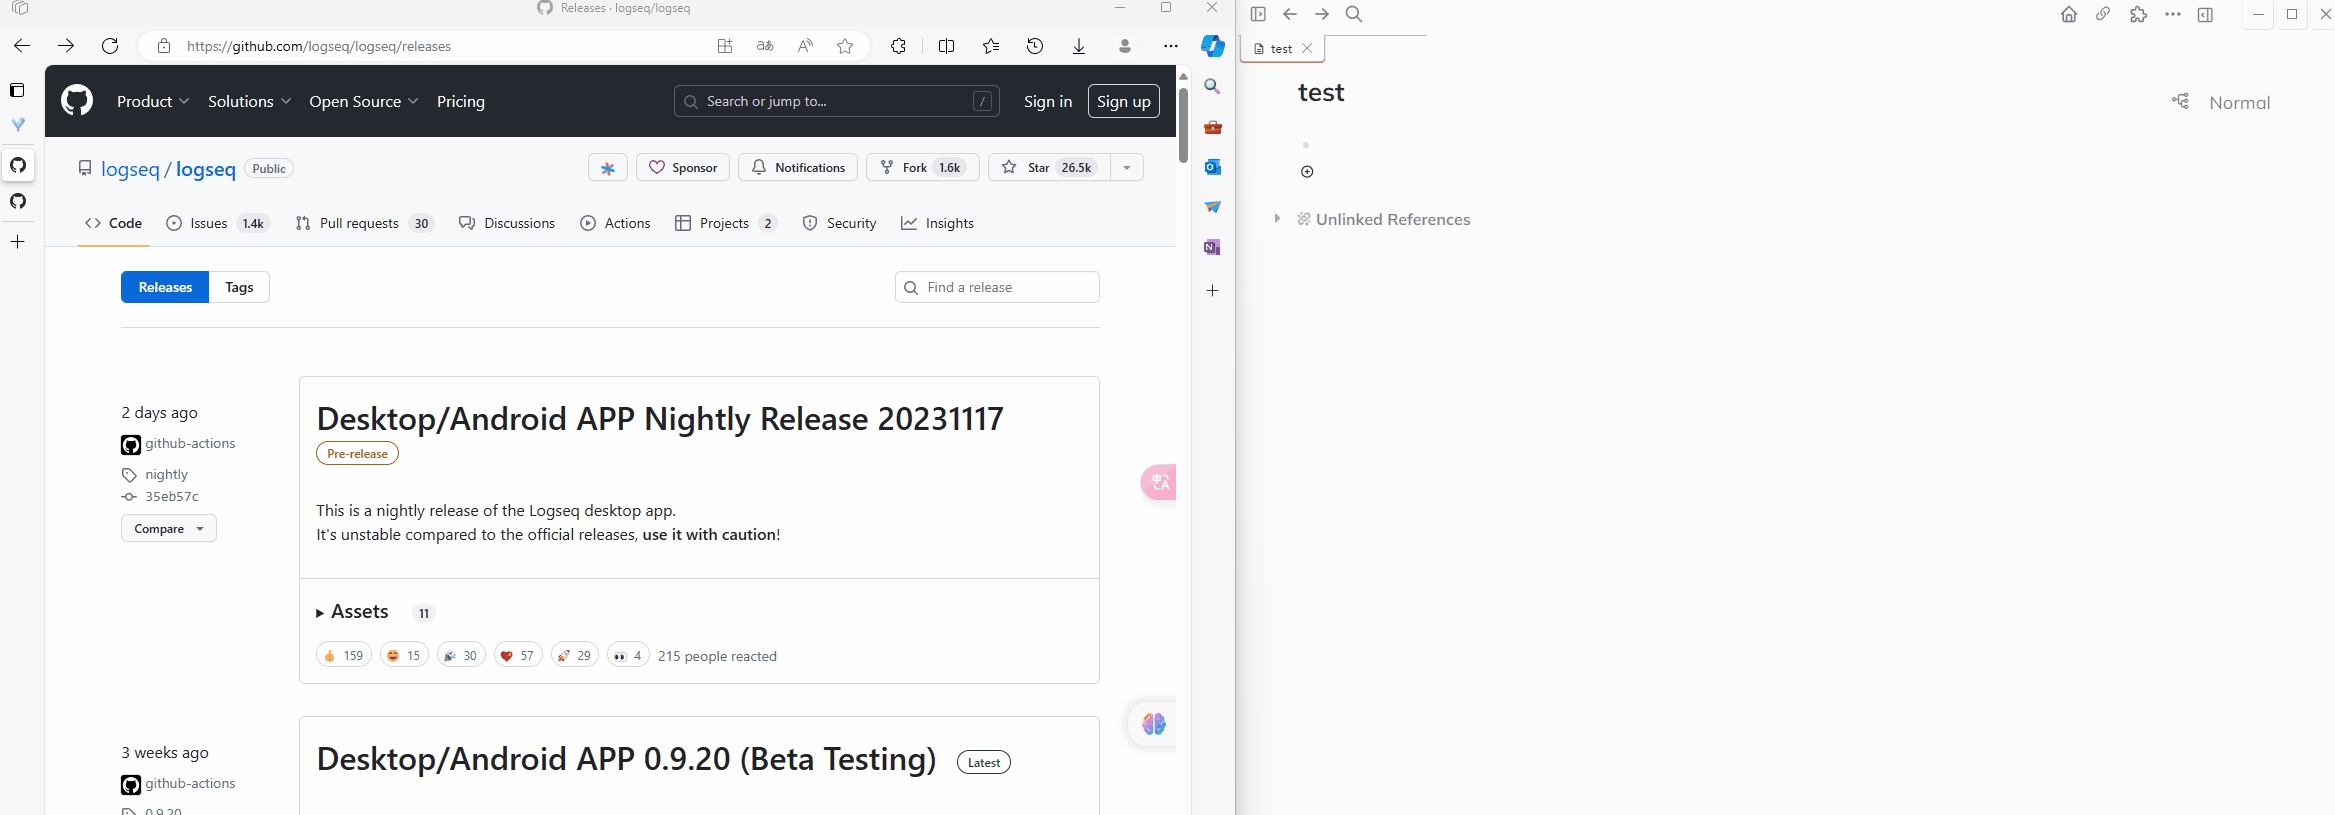 Releases · logseq/logseq
https://github.com/logseq/logseq/releases
Product
Solutions
Open Source
Pricing
Search or jump to...
/
Sign in
Sign up
logseq / logseq
Public
Sponsor
Notifications
Fork 1.6k
Star 26.5k
Code
Issues 1.4k
Pull requests 30
Discussions
Actions
Projects 2
Security
Insights
Releases
Tags
Find a release
2 days ago
github-actions
nightly
35eb57c
Compare
Desktop/Android APP Nightly Release 20231117
Pre-release
This is a nightly release of the Logseq desktop app.
It's unstable compared to the official releases, use it with caution!
Assets 11
159
15
30
57
29
4
215 people reacted
3 weeks ago
github-actions
0.9.20
Desktop/Android APP 0.9.20 (Beta Testing)
Latest
test
test
Normal
Unlinked References